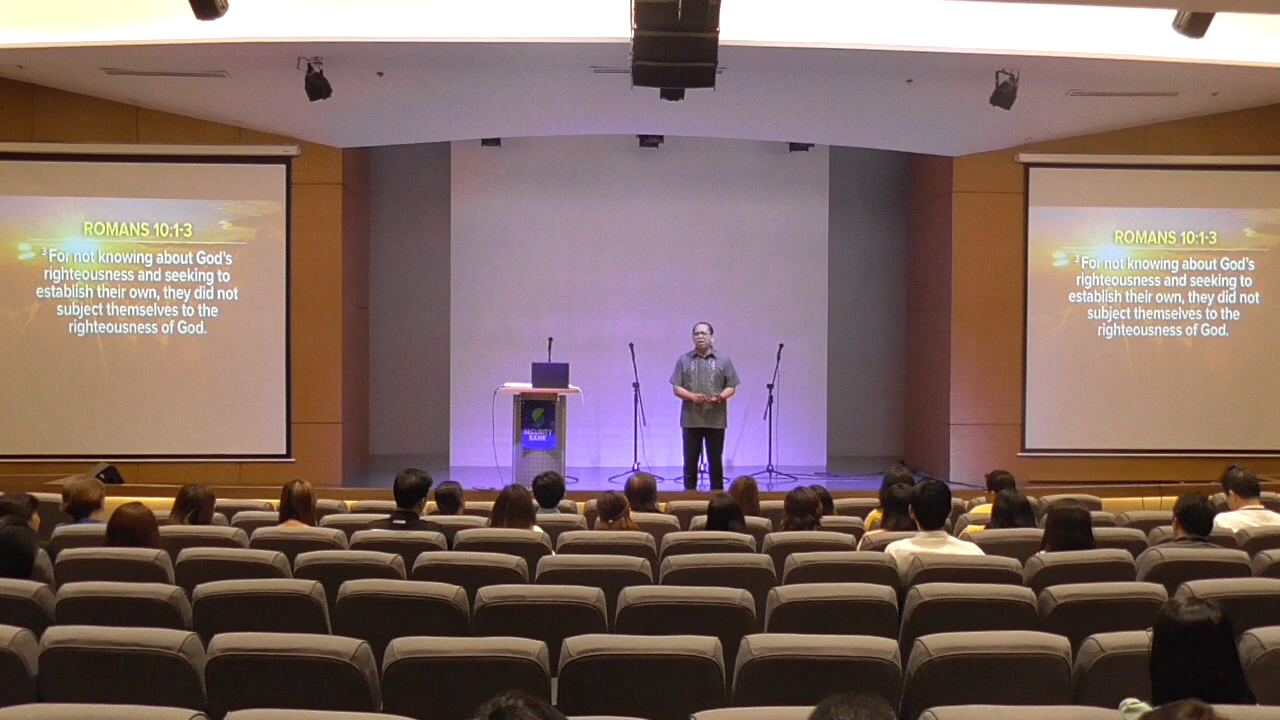 ROMANS 10:1-3
³ For not knowing about God's
righteousness and seeking to
establish their own, they did not
subject themselves to the
righteousness of God.
SECURITY
BANK
ROMANS 10:1-3
³ For not knowing about God's
righteousness and seeking to
establish their own, they did not
subject themselves to the
righteousness of God.